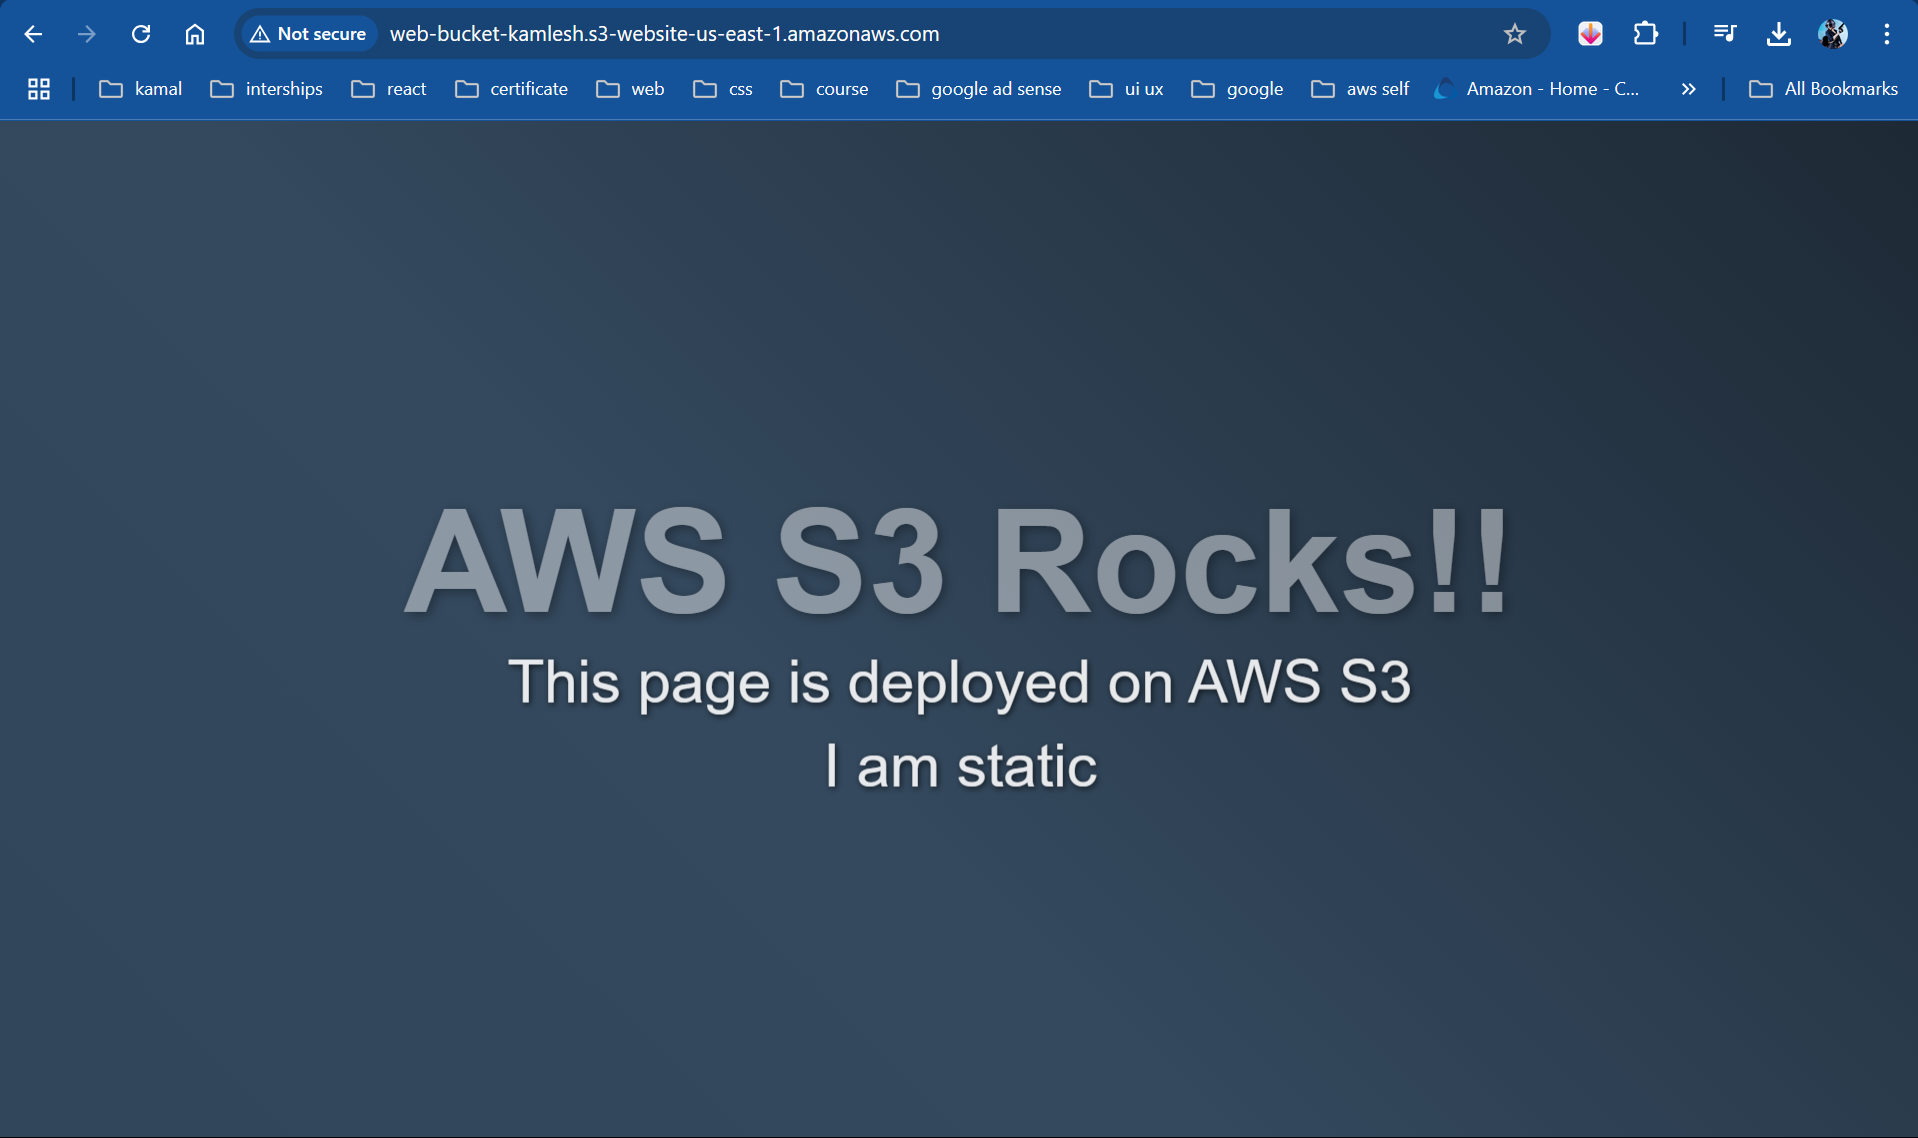 Not secure web-bucket-kamlesh.s3-website-us-east-1.amazonaws.com
kamal interships react certificate web css course google ad sense ui ux google aws self Amazon - Home - C... All Bookmarks
AWS S3 Rocks!!
This page is deployed on AWS S3
I am static